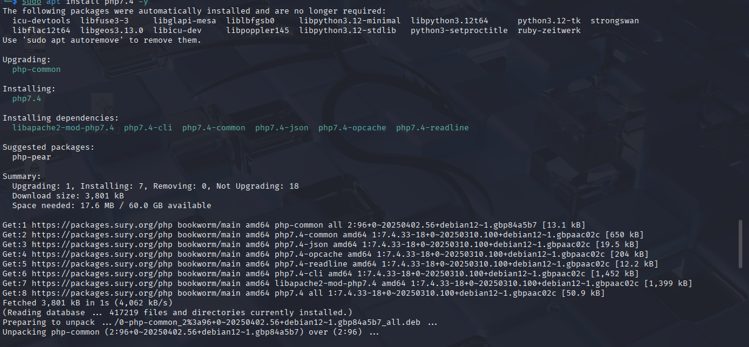 └─$ sudo apt install php7.4 -y
The following packages were automatically installed and are no longer required:
icu-devtools libfuse3-3 libglapi-mesa liblbfgsb0 libpython3.12-minimal libpython3.12t64 python3.12-tk strongswan
libflac12t64 libgeos3.13.0 libicu-dev libpoppler145 libpython3.12-stdlib python3-setproctitle ruby-zeitwerk
Use 'sudo apt autoremove' to remove them.
Upgrading:
php-common
Installing:
php7.4
Installing dependencies:
libapache2-mod-php7.4 php7.4-cli php7.4-common php7.4-json php7.4-opcache php7.4-readline
Suggested packages:
php-pear
Summary:
Upgrading: 1, Installing: 7, Removing: 0, Not Upgrading: 18
Download size: 3,801 kB
Space needed: 17.6 MB / 60.0 GB available
Get:1 https://packages.sury.org/php bookworm/main amd64 php-common all 2:96+0~20250402.56+debian12~1.gbp84a5b7 [13.1 kB]
Get:2 https://packages.sury.org/php bookworm/main amd64 php7.4-common amd64 1:7.4.33-18+0~20250310.100+debian12~1.gbpaac02c [650 kB]
Get:3 https://packages.sury.org/php bookworm/main amd64 php7.4-json amd64 1:7.4.33-18+0~20250310.100+debian12~1.gbpaac02c [19.5 kB]
Get:4 https://packages.sury.org/php bookworm/main amd64 php7.4-opcache amd64 1:7.4.33-18+0~20250310.100+debian12~1.gbpaac02c [204 kB]
Get:5 https://packages.sury.org/php bookworm/main amd64 php7.4-readline amd64 1:7.4.33-18+0~20250310.100+debian12~1.gbpaac02c [12.2 kB]
Get:6 https://packages.sury.org/php bookworm/main amd64 php7.4-cli amd64 1:7.4.33-18+0~20250310.100+debian12~1.gbpaac02c [1,452 kB]
Get:7 https://packages.sury.org/php bookworm/main amd64 libapache2-mod-php7.4 amd64 1:7.4.33-18+0~20250310.100+debian12~1.gbpaac02c [1,399 kB]
Get:8 https://packages.sury.org/php bookworm/main amd64 php7.4 all 1:7.4.33-18+0~20250310.100+debian12~1.gbpaac02c [50.9 kB]
Fetched 3,801 kB in 1s (4,062 kB/s)
(Reading database ... 417219 files and directories currently installed.)
Preparing to unpack .../0-php-common_2%3a96+0~20250402.56+debian12~1.gbp84a5b7_all.deb ...
Unpacking php-common (2:96+0~20250402.56+debian12~1.gbp84a5b7) over (2:96) ...